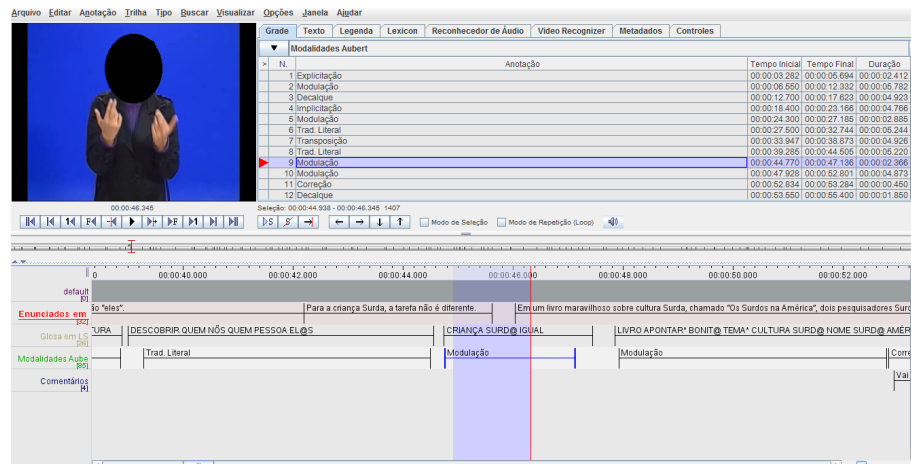 Arquivo Editar Anotação Trilha Tipo Buscar Visualizar Opções Janela Ajudar
Grade Texto Legenda Lexicon Reconhecedor de Áudio Video Recognizer Metadados Controles
Modalidades Aubert
> N. Anotação Tempo Inicial Tempo Final Duração
1 Explicitação 00:00:03.282 00:00:05.694 00:00:02.412
2 Modulação 00:00:06.550 00:00:12.332 00:00:05.782
3 Decalque 00:00:12.700 00:00:17.623 00:00:04.923
4 Implicitação 00:00:18.400 00:00:23.166 00:00:04.766
5 Modulação 00:00:24.300 00:00:27.185 00:00:02.885
6 Trad. Literal 00:00:27.500 00:00:32.744 00:00:05.244
7 Transposição 00:00:33.947 00:00:38.873 00:00:04.926
8 Trad. Literal 00:00:39.285 00:00:44.505 00:00:05.220
9 Modulação 00:00:44.770 00:00:47.136 00:00:02.366
10 Modulação 00:00:47.928 00:00:52.801 00:00:04.873
11 Correção 00:00:52.834 00:00:53.284 00:00:00.450
12 Decalque 00:00:53.550 00:00:55.400 00:00:01.850
00:00:46.345
Seleção: 00:00:44.938 - 00:00:46.345 1407
Modo de Seleção Modo de Repetição (Loop)
0 00:00:40.000 00:00:42.000 00:00:44.000 00:00:46.000 00:00:48.000 00:00:50.000 00:00:52.000
default
[0]
Enunciados em io "eles". Para a criança Surda, a tarefa não é diferente. Em um livro maravilhoso sobre cultura Surda, chamado "Os Surdos na América", dois pesquisadores Surd
[32]
Glosa em LS URA DESCOBRIR QUEM NÓS QUEM PESSOA EL@S CRIANÇA SURD@ IGUAL LIVRO APONTAR* BONIT@ TEMA* CULTURA SURD@ NOME SURD@ AMÉR
[26]
Modalidades Aube Trad. Literal Modulação Modulação Corre
[85]
Comentários Vai
[4]